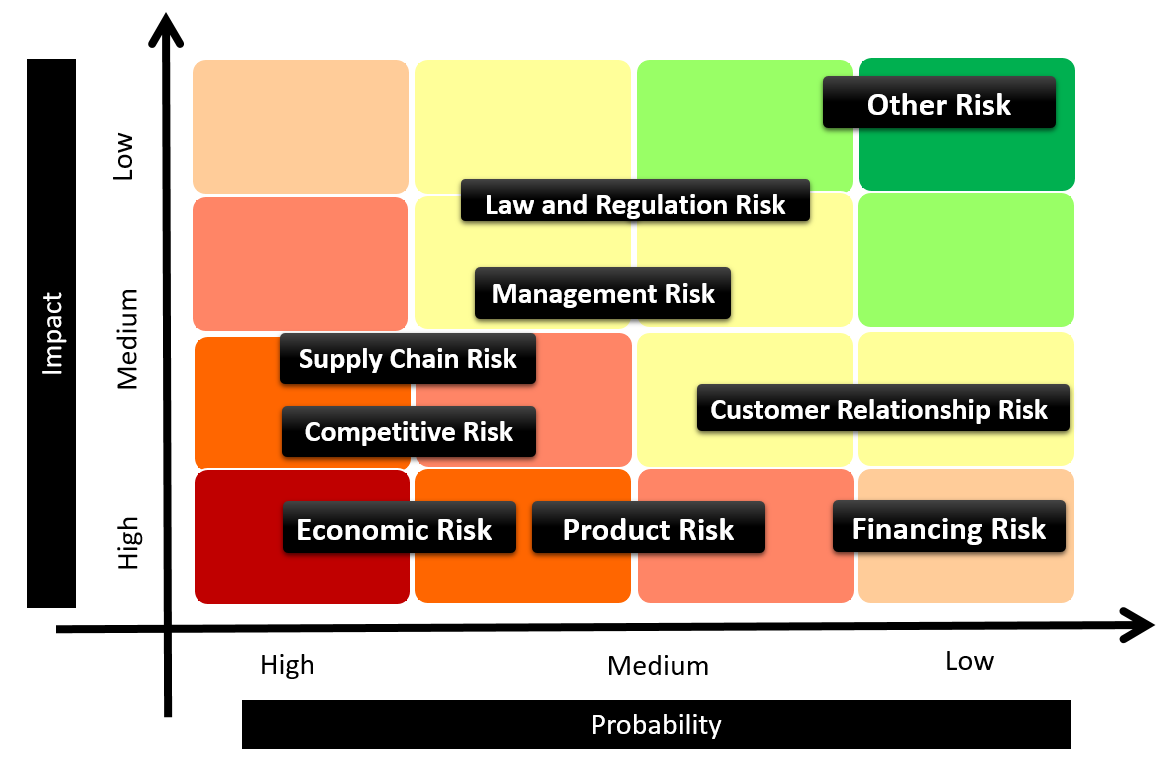 Impact
Low
Medium
High
Other Risk
Law and Regulation Risk
Management Risk
Supply Chain Risk
Customer Relationship Risk
Competitive Risk
Economic Risk
Product Risk
Financing Risk
High
Medium
Low
Probability